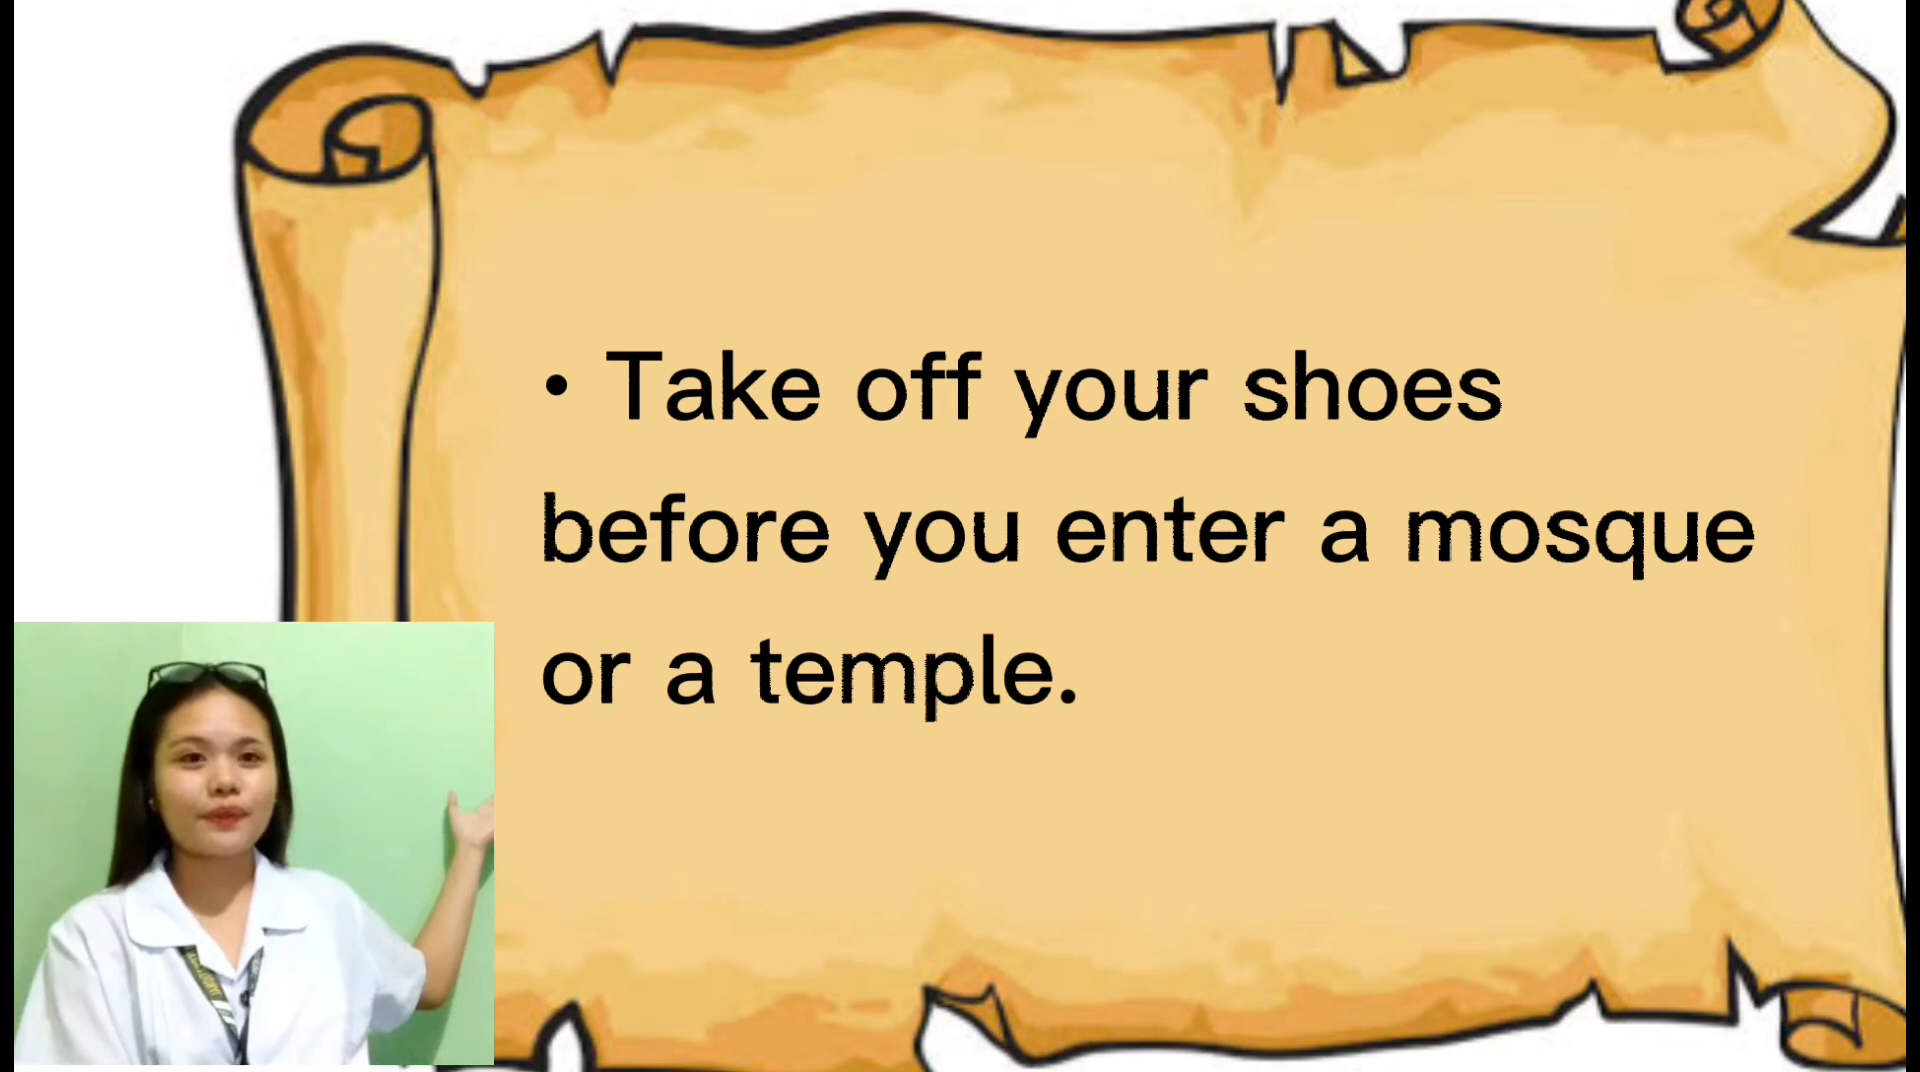 • Take off your shoes
before you enter a mosque
or a temple.